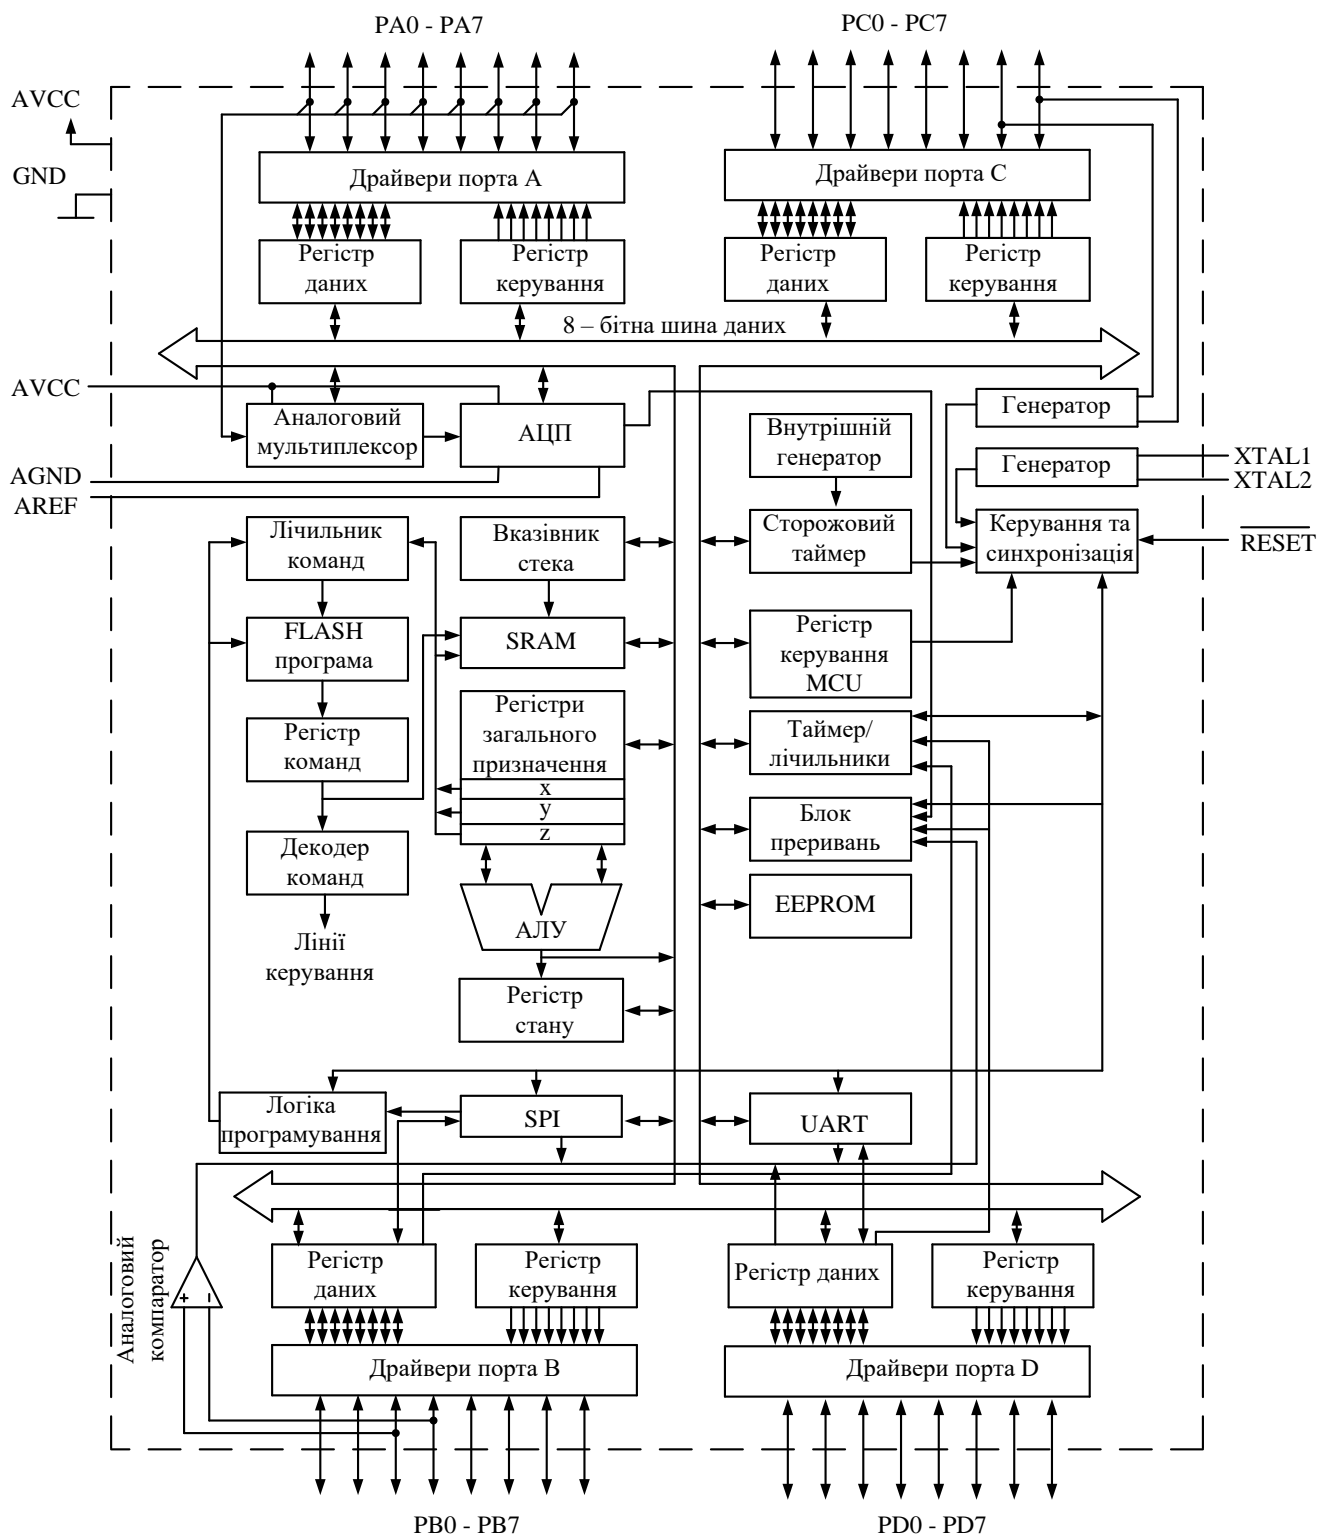 PA0 - PA7
PC0 - PC7
AVCC
GND
Драйвери порта A
Драйвери порта C
Регістр
даних
Регістр
керування
Регістр
даних
Регістр
керування
8 – бітна шина даних
AVCC
Аналоговий
мультиплексор
АЦП
AGND
AREF
Внутрішній
генератор
Генератор
Генератор
XTAL1
XTAL2
Лічильник
команд
Вказівник
стека
Сторожовий
таймер
Керування та
синхронізація
RESET
FLASH
програма
SRAM
Регістр
керування
MCU
Регістр
команд
Регістри
загального
призначення
x
y
z
Таймер/
лічильники
Блок
преривань
Декодер
команд
Лінії
керування
АЛУ
EEPROM
Регістр
стану
Логіка
програмування
SPI
UART
Аналоговий
компаратор
+
–
Регістр
даних
Регістр
керування
Регістр даних
Регістр
керування
Драйвери порта B
Драйвери порта D
PB0 - PB7
PD0 - PD7